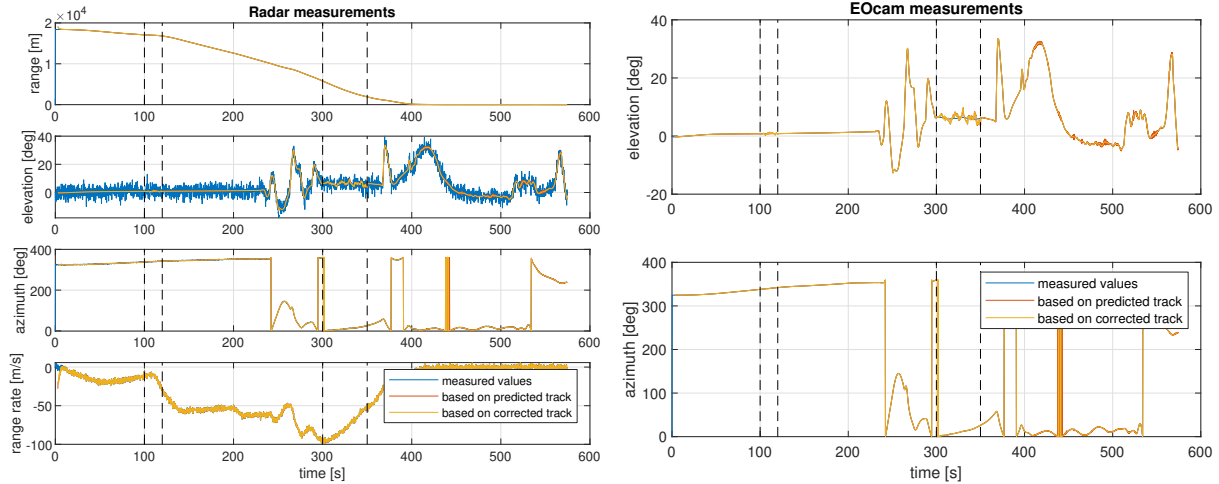 Radar measurements
×10⁴
2
1
0
range [m]
0 100 200 300 400 500 600
40
20
0
elevation [deg]
0 100 200 300 400 500 600
400
200
0
azimuth [deg]
0 100 200 300 400 500 600
0
-50
-100
range rate [m/s]
measured values
based on predicted track
based on corrected track
0 100 200 300 400 500 600
time [s]
EOcam measurements
40
20
0
-20
elevation [deg]
0 100 200 300 400 500 600
400
300
200
100
0
azimuth [deg]
measured values
based on predicted track
based on corrected track
0 100 200 300 400 500 600
time [s]